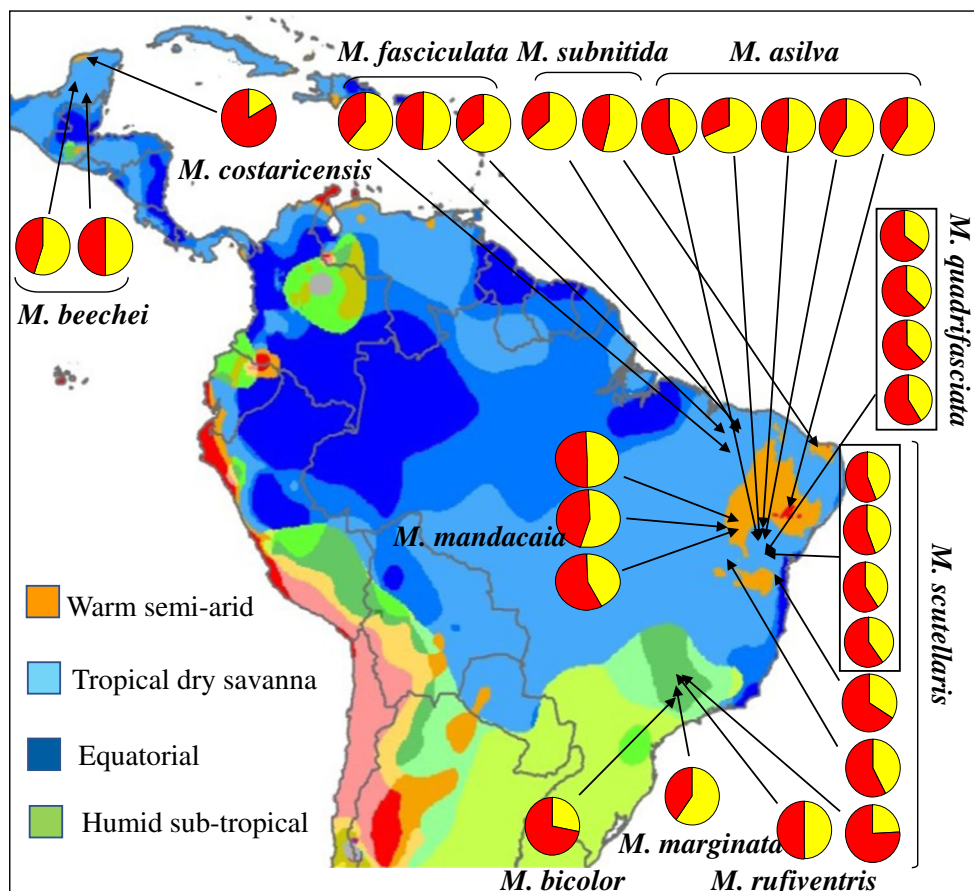 M. fasciculata
M. subnitida
M. asilva
M. costaricensis
M. quadrifasciata
M. beechei
M. mandacaia
M. scutellaris
Warm semi-arid
Tropical dry savanna
Equatorial
Humid sub-tropical
M. marginata
M. bicolor
M. rufiventris